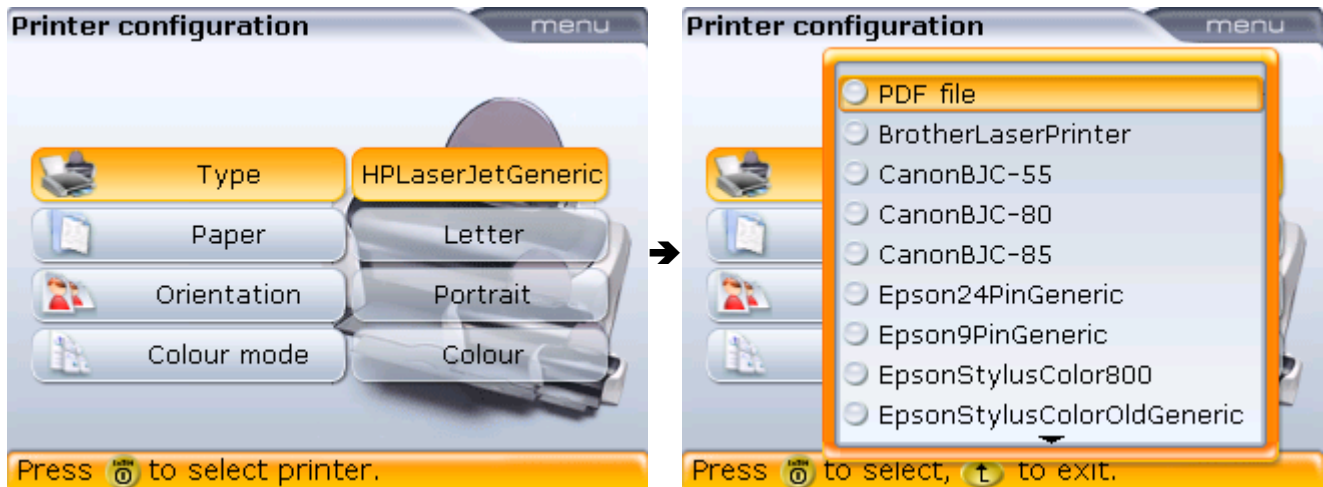 Printer configuration
menu
Type
HPLaserJetGeneric
Paper
Letter
Orientation
Portrait
Colour mode
Colour
Press to select printer.
Printer configuration
menu
PDF file
BrotherLaserPrinter
CanonBJC-55
CanonBJC-80
CanonBJC-85
Epson24PinGeneric
Epson9PinGeneric
EpsonStylusColor800
EpsonStylusColorOldGeneric
Press to select, to exit.